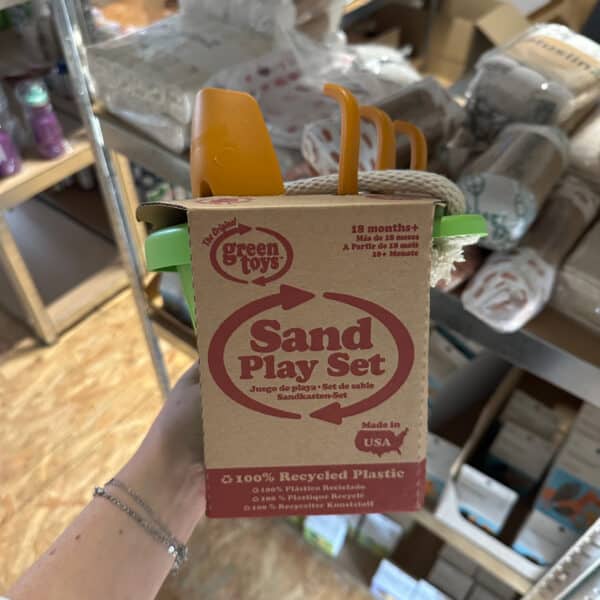 The Original
green
toys™
18 months+
Más de 18 meses
A Partir de 18 mois
18+ Monate
Sand
Play Set
Juego de playa • Set de sable
Sandkasten-Set
Made in
USA
100% Recycled Plastic
100% Plástico Reciclado
100 % Plastique Recyclé
100 % Recycelter Kunststoff